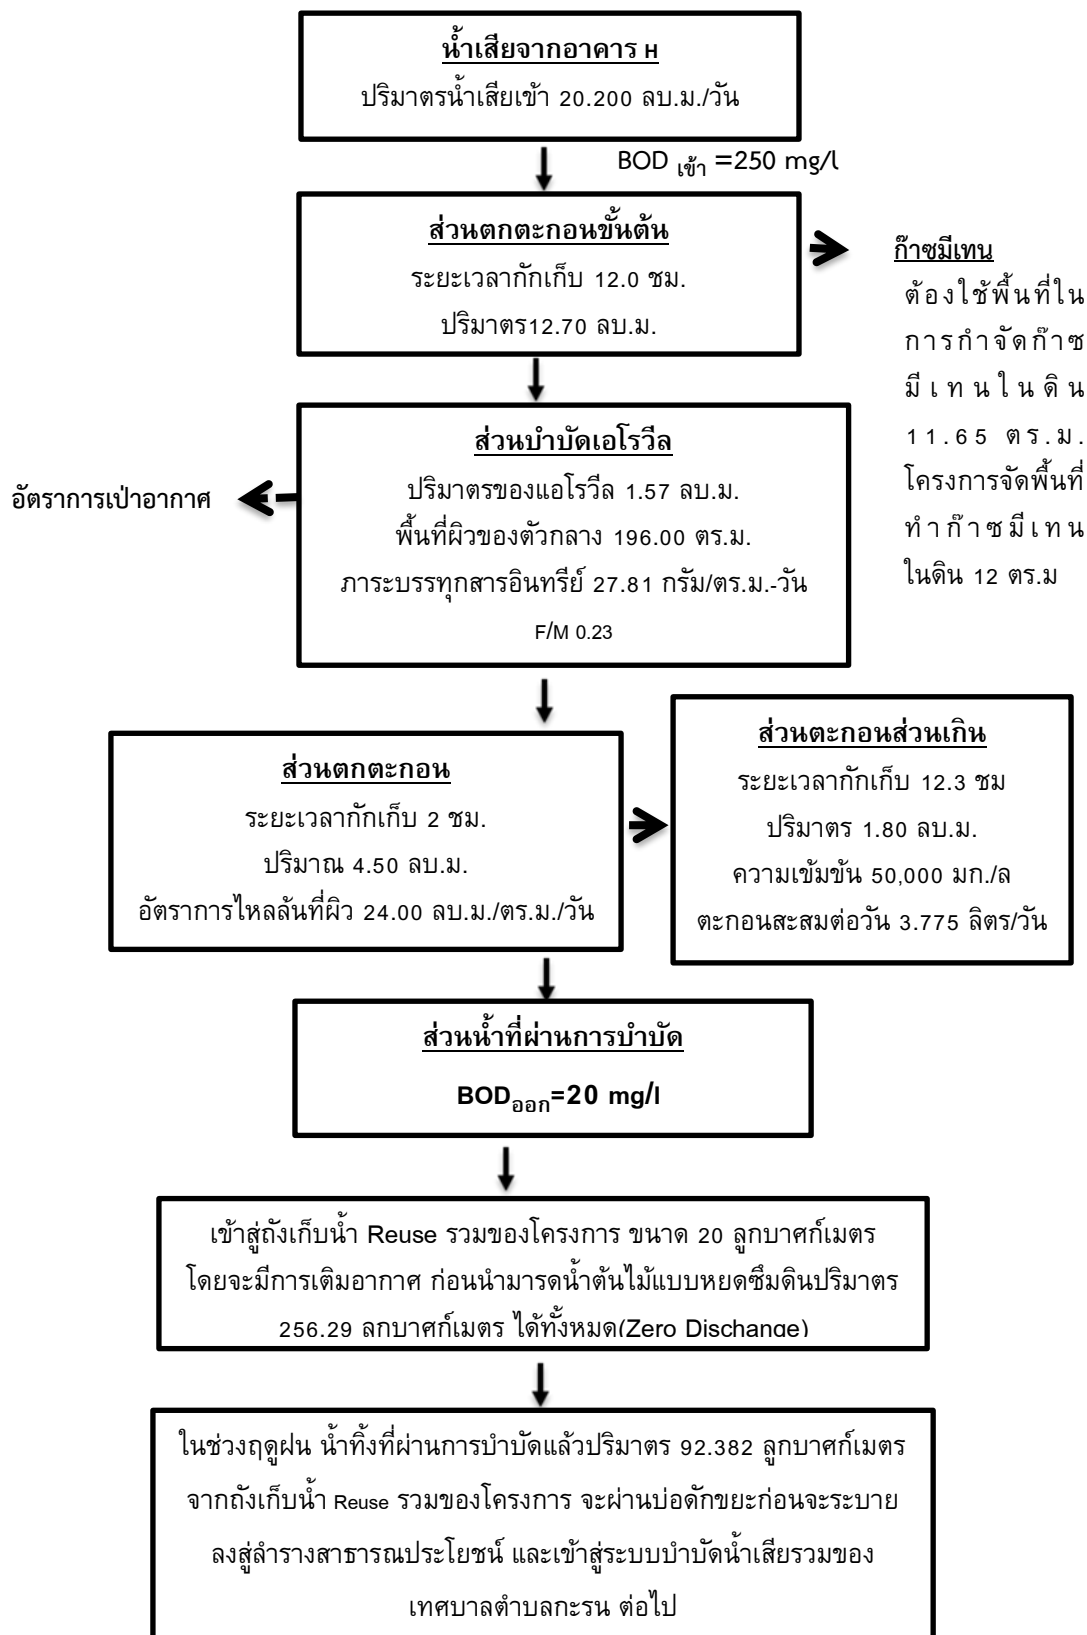 น้ำเสียจากอาคาร H
ปริมาตรน้ำเสียเข้า 20.200 ลบ.ม./วัน
BOD เข้า =250 mg/l
ส่วนตกตะกอนขั้นต้น
ระยะเวลากักเก็บ 12.0 ชม.
ปริมาตร12.70 ลบ.ม.
ก๊าซมีเทน
ต้องใช้พื้นที่ใน
การกำจัดก๊าซ
มีเทนในดิน
11.65 ตร.ม.
โครงการจัดพื้นที่
ทำก๊าซมีเทน
ในดิน 12 ตร.ม
ส่วนบำบัดเอโรวีล
ปริมาตรของแอโรวีล 1.57 ลบ.ม.
พื้นที่ผิวของตัวกลาง 196.00 ตร.ม.
ภาระบรรทุกสารอินทรีย์ 27.81 กรัม/ตร.ม.-วัน
F/M 0.23
อัตราการเป่าอากาศ
ส่วนตกตะกอน
ระยะเวลากักเก็บ 2 ชม.
ปริมาณ 4.50 ลบ.ม.
อัตราการไหลล้นที่ผิว 24.00 ลบ.ม./ตร.ม./วัน
ส่วนตะกอนส่วนเกิน
ระยะเวลากักเก็บ 12.3 ชม
ปริมาตร 1.80 ลบ.ม.
ความเข้มข้น 50,000 มก./ล
ตะกอนสะสมต่อวัน 3.775 ลิตร/วัน
ส่วนน้ำที่ผ่านการบำบัด
BODออก=20 mg/l
เข้าสู่ถังเก็บน้ำ Reuse รวมของโครงการ ขนาด 20 ลูกบาศก์เมตร
โดยจะมีการเติมอากาศ ก่อนนำมารดน้ำต้นไม้แบบหยดซึมดินปริมาตร
256.29 ลูกบาศก์เมตร ได้ทั้งหมด(Zero Discharge)
ในช่วงฤดูฝน น้ำทิ้งที่ผ่านการบำบัดแล้วปริมาตร 92.382 ลูกบาศก์เมตร
จากถังเก็บน้ำ Reuse รวมของโครงการ จะผ่านบ่อดักขยะก่อนจะระบาย
ลงสู่ลำรางสาธารณประโยชน์ และเข้าสู่ระบบบำบัดน้ำเสียรวมของ
เทศบาลตำบลกะรน ต่อไป